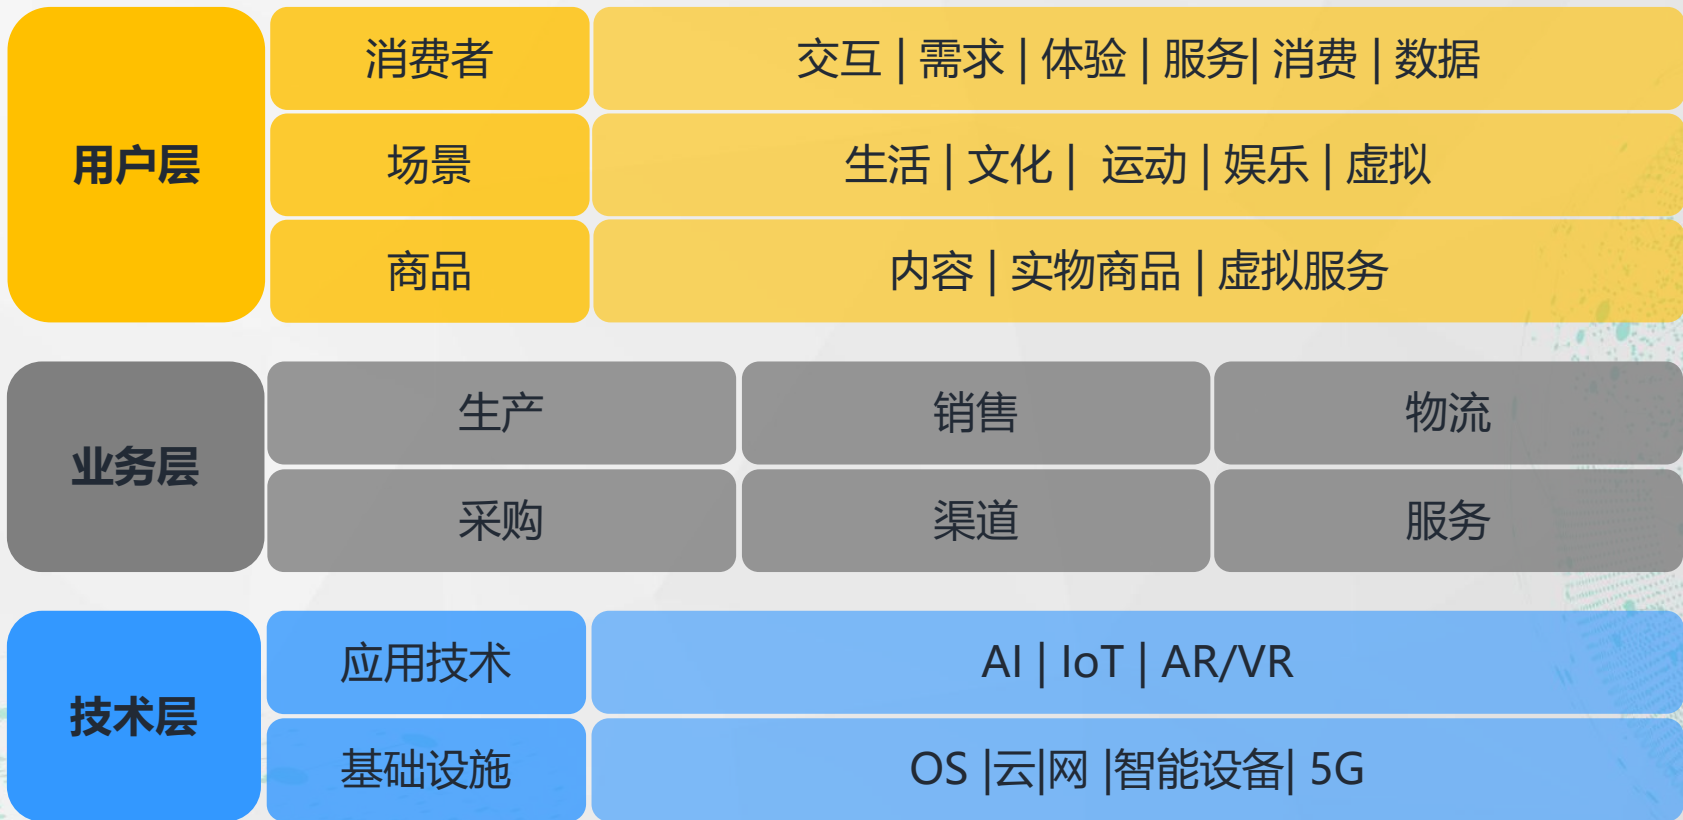 用户层
消费者
交互 | 需求 | 体验 | 服务| 消费 | 数据
场景
生活 | 文化 | 运动 | 娱乐 | 虚拟
商品
内容 | 实物商品 | 虚拟服务
业务层
生产
销售
物流
采购
渠道
服务
技术层
应用技术
AI | IoT | AR/VR
基础设施
OS |云|网 |智能设备| 5G